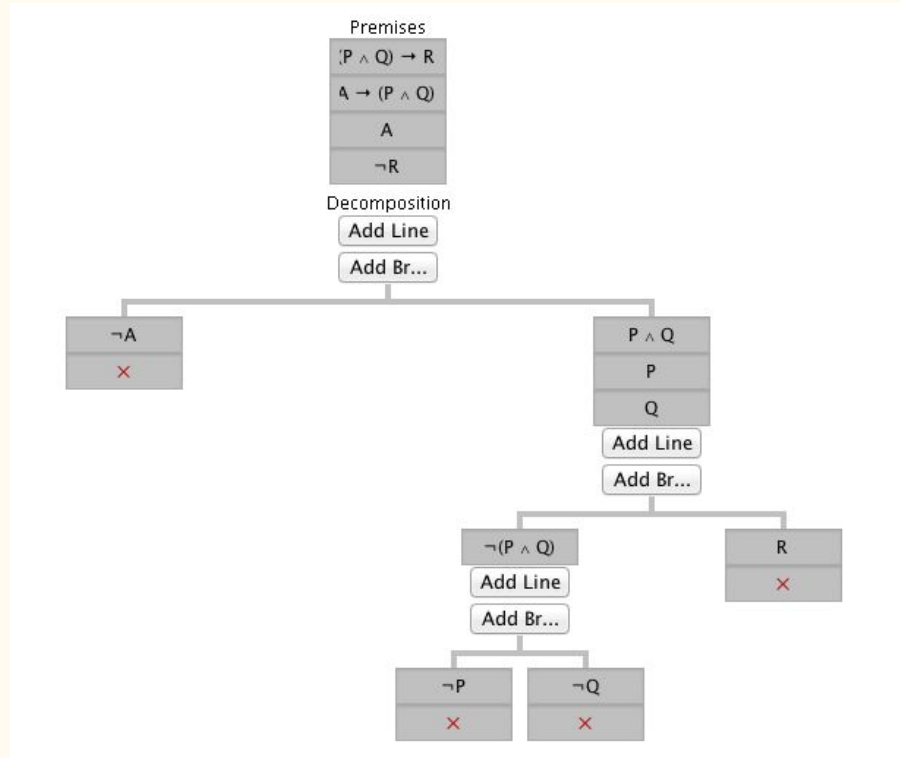 Premises
(P ∧ Q) → R
A → (P ∧ Q)
A
¬R
Decomposition
Add Line
Add Br...
¬A
P ∧ Q
×
P
Q
Add Line
Add Br...
¬(P ∧ Q)
R
Add Line
×
Add Br...
¬P
¬Q
×
×